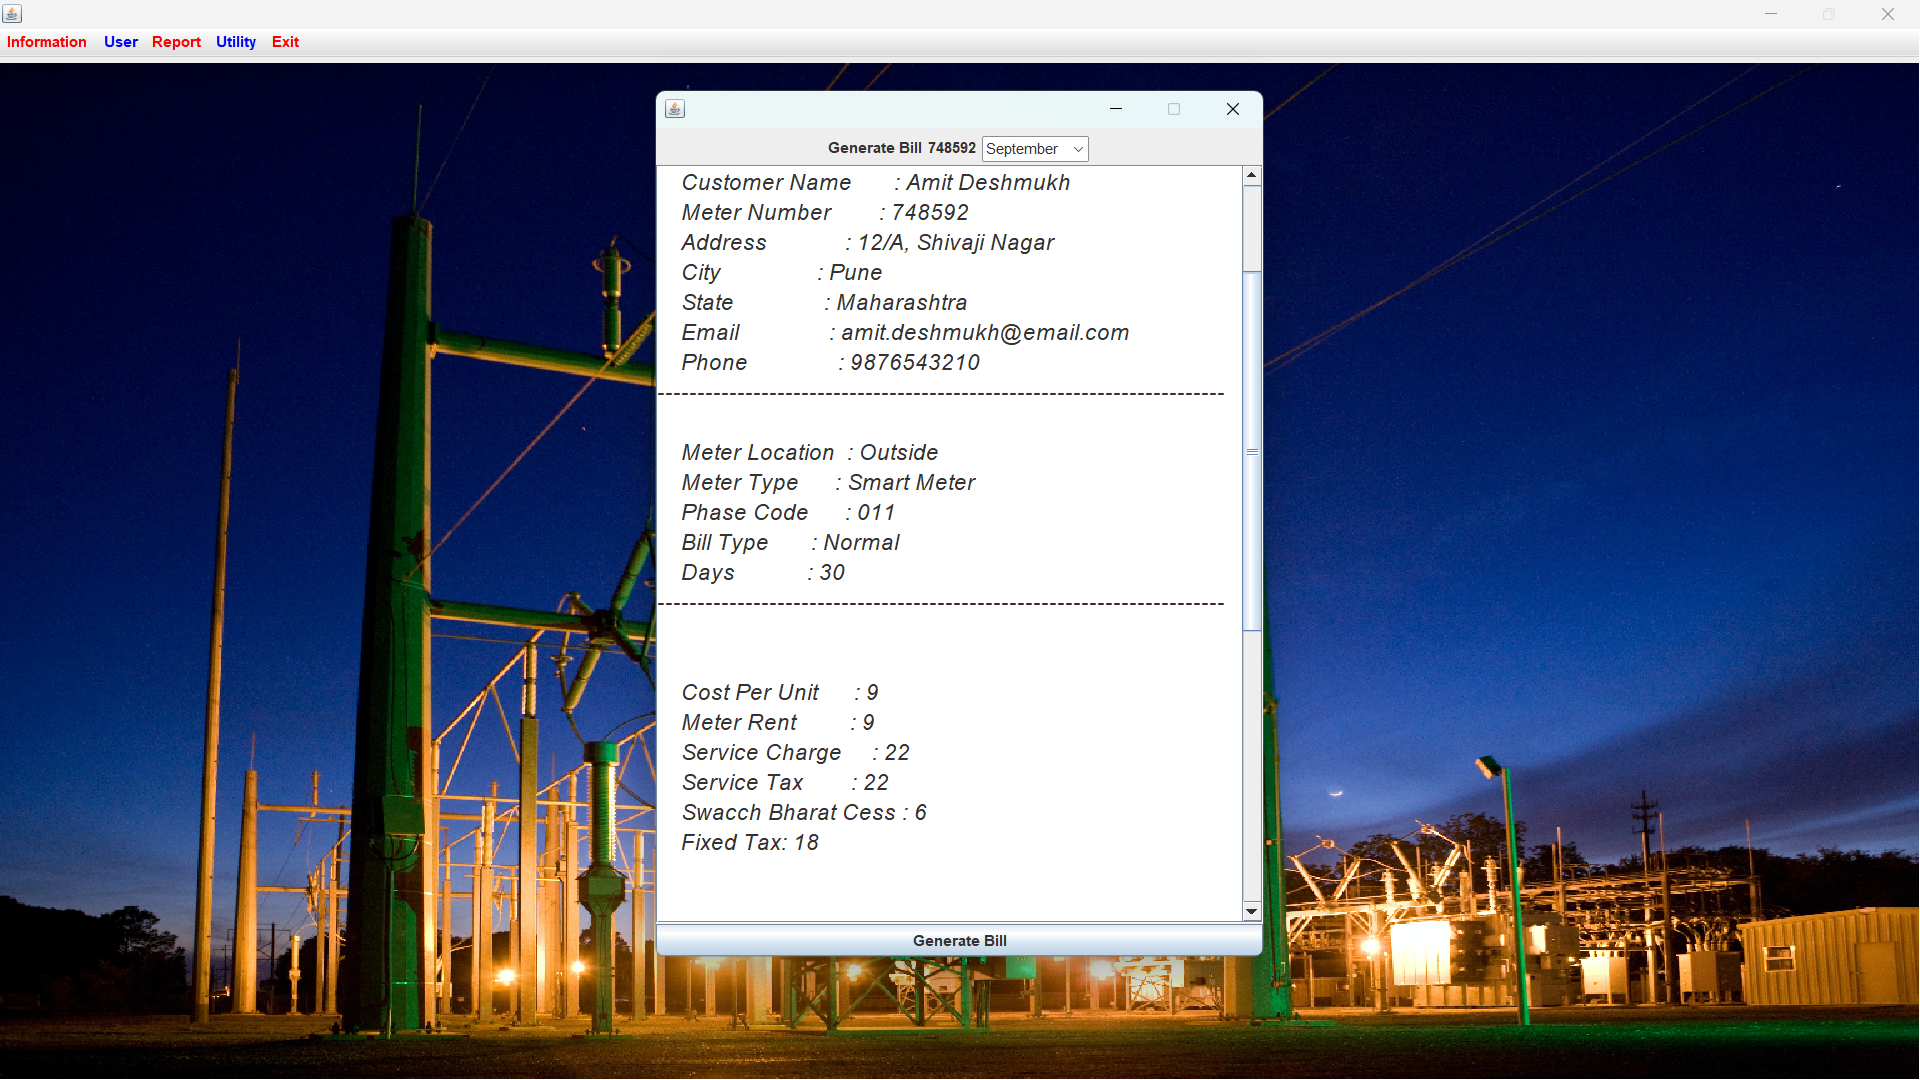 Information User Report Utility Exit
Generate Bill 748592 September
Customer Name : Amit Deshmukh
Meter Number : 748592
Address : 12/A, Shivaji Nagar
City : Pune
State : Maharashtra
Email : amit.deshmukh@email.com
Phone : 9876543210
--------------------------------------------------------------------------------
Meter Location : Outside
Meter Type : Smart Meter
Phase Code : 011
Bill Type : Normal
Days : 30
--------------------------------------------------------------------------------
Cost Per Unit : 9
Meter Rent : 9
Service Charge : 22
Service Tax : 22
Swacch Bharat Cess : 6
Fixed Tax: 18
Generate Bill